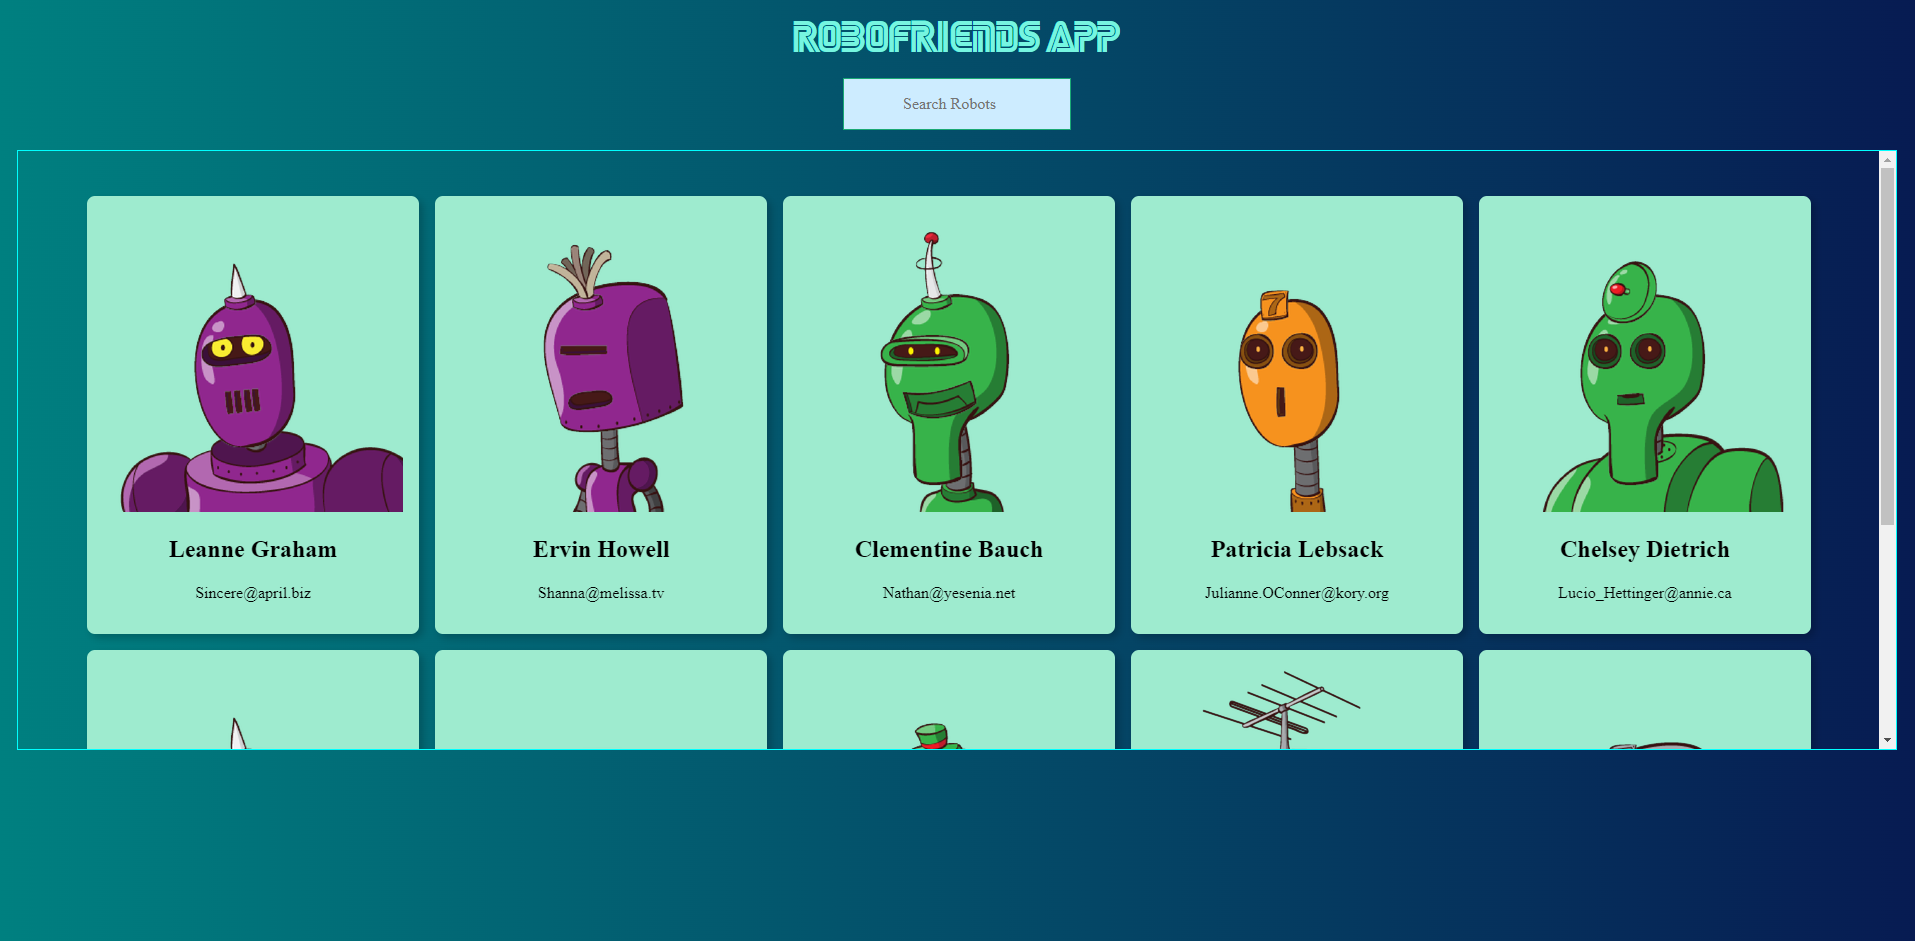 ROBOFRIENDS APP
Search Robots
7
Leanne Graham
Sincere@april.biz
Ervin Howell
Shanna@melissa.tv
Clementine Bauch
Nathan@yesenia.net
Patricia Lebsack
Julianne.OConner@kory.org
Chelsey Dietrich
Lucio_Hettinger@annie.ca